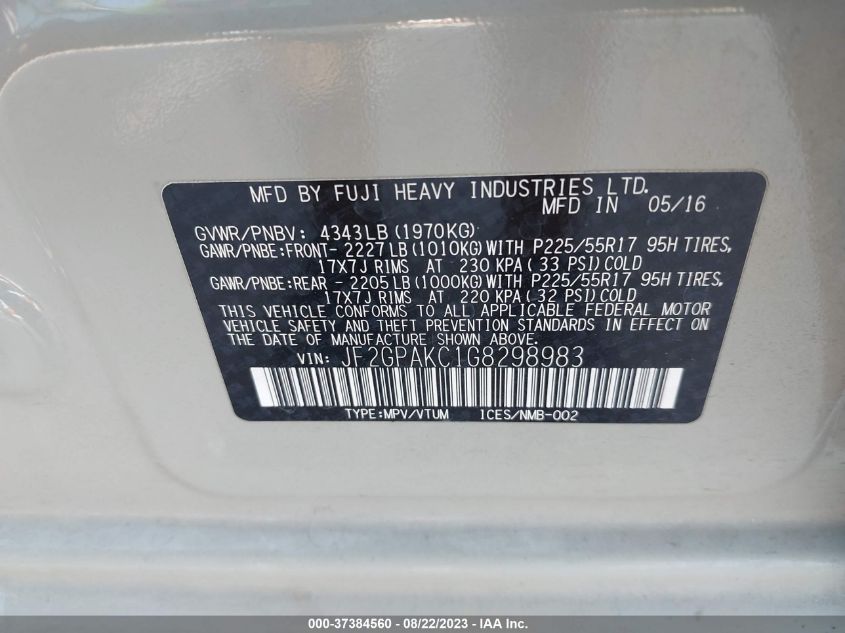 MFD BY FUJI HEAVY INDUSTRIES LTD.
MFD IN 05/16
GVWR/PNBV: 4343LB(1970KG)
GAWR/PNBE:FRONT- 2227LB(1010KG)WITH P225/55R17 95H TIRES,
17X7J RIMS AT 230 KPA( 33 PSI)COLD
GAWR/PNBE:REAR - 2205LB(1000KG)WITH P225/55R17 95H TIRES,
17X7J RIMS AT 220 KPA( 32 PSI)COLD
THIS VEHICLE CONFORMS TO ALL APPLICABLE FEDERAL MOTOR
VEHICLE SAFETY AND THEFT PREVENTION STANDARDS IN EFFECT ON
THE DATE OF MANUFACTURE SHOWN ABOVE.
VIN: JF2GPAKC1G8298983
TYPE:MPV/VTUM ICES/NMB-002
000-37384560 - 08/22/2023 - IAA Inc.